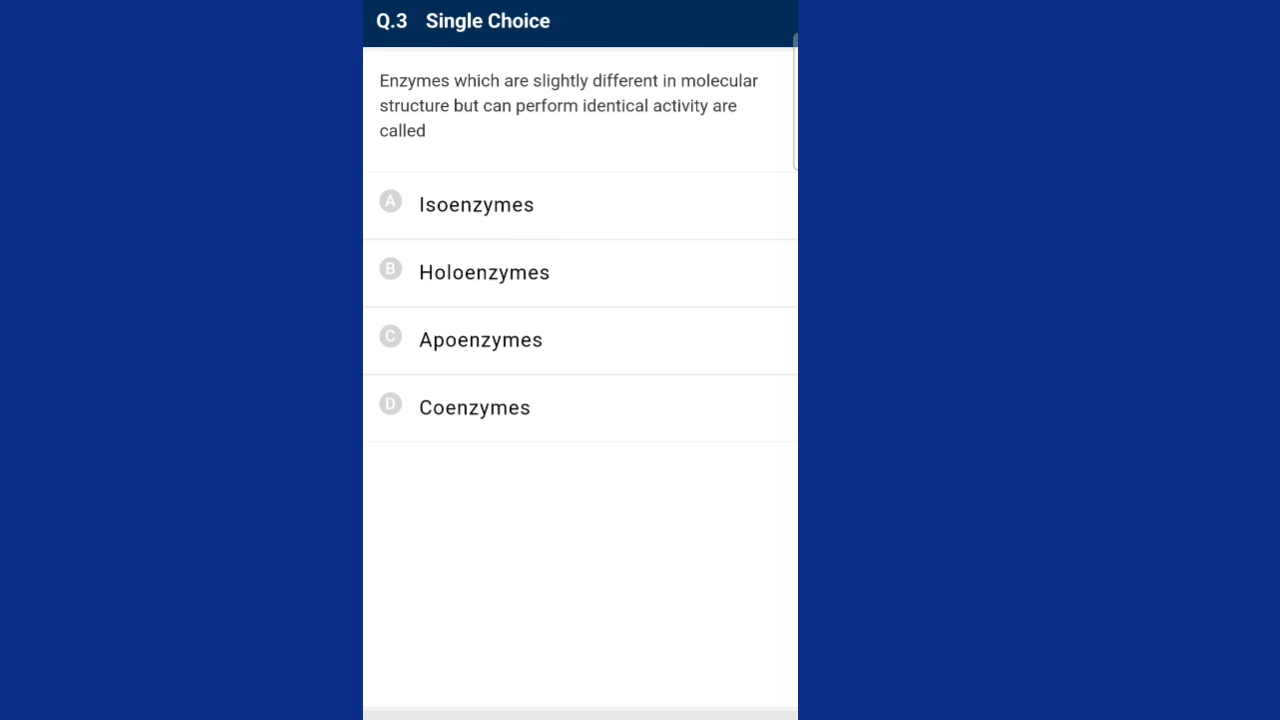 Q.3 Single Choice
Enzymes which are slightly different in molecular
structure but can perform identical activity are
called
A Isoenzymes
B Holoenzymes
C Apoenzymes
D Coenzymes